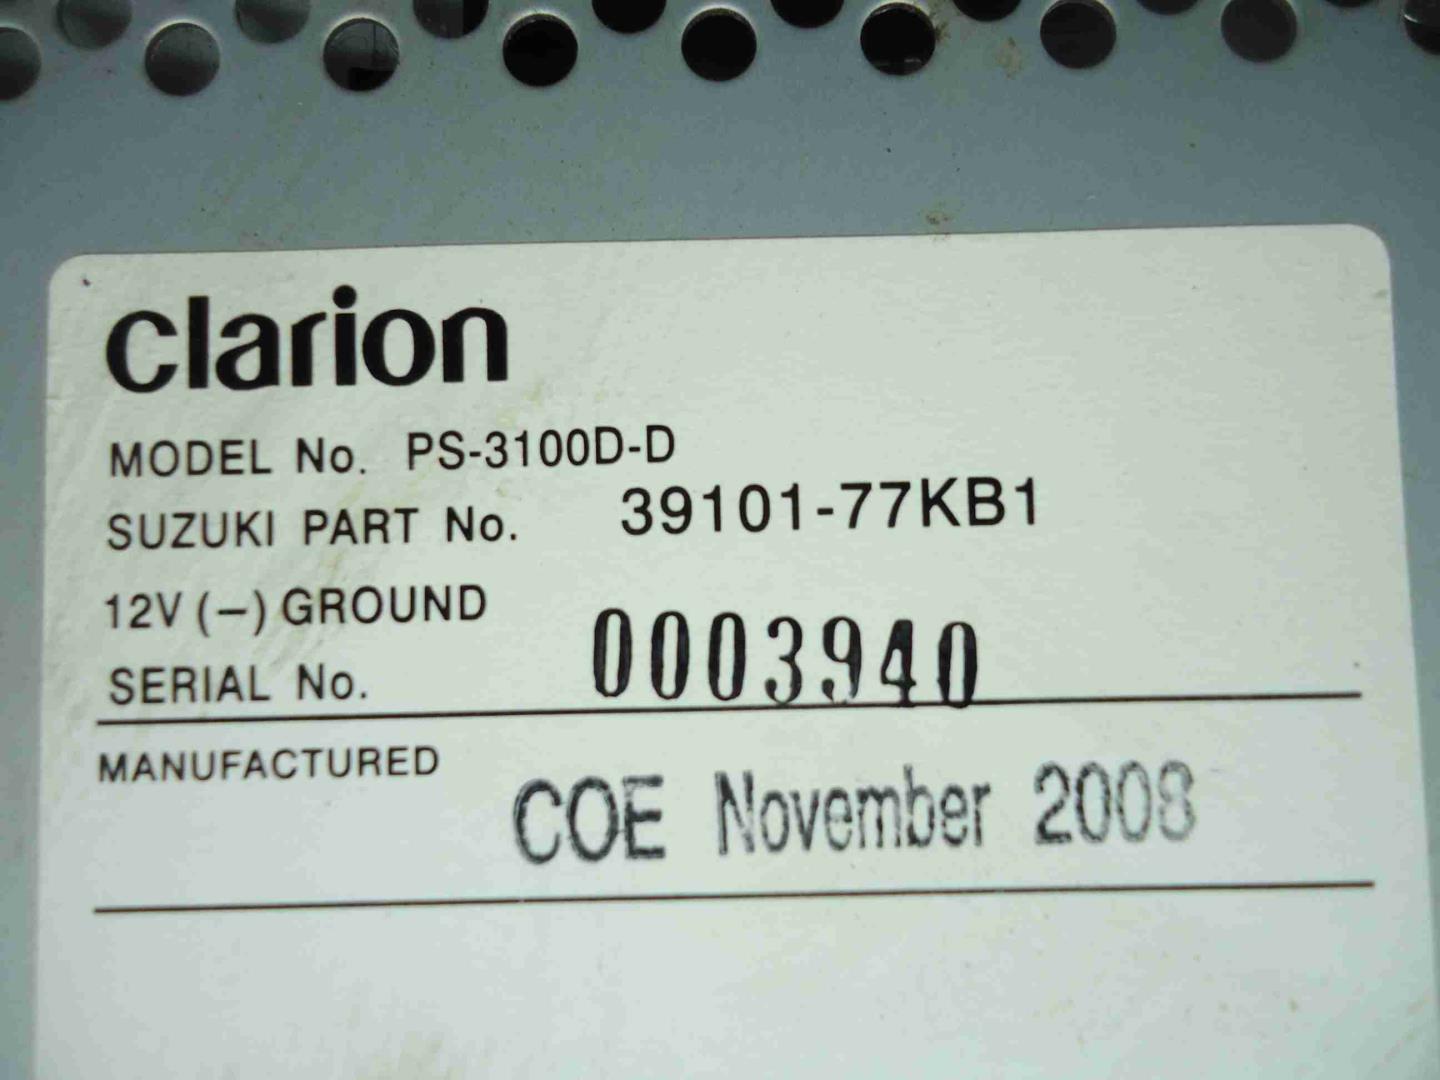 clarion
MODEL No. PS-3100D-D
SUZUKI PART No. 39101-77KB1
12V (–) GROUND
SERIAL No. 0003940
MANUFACTURED
COE November 2008